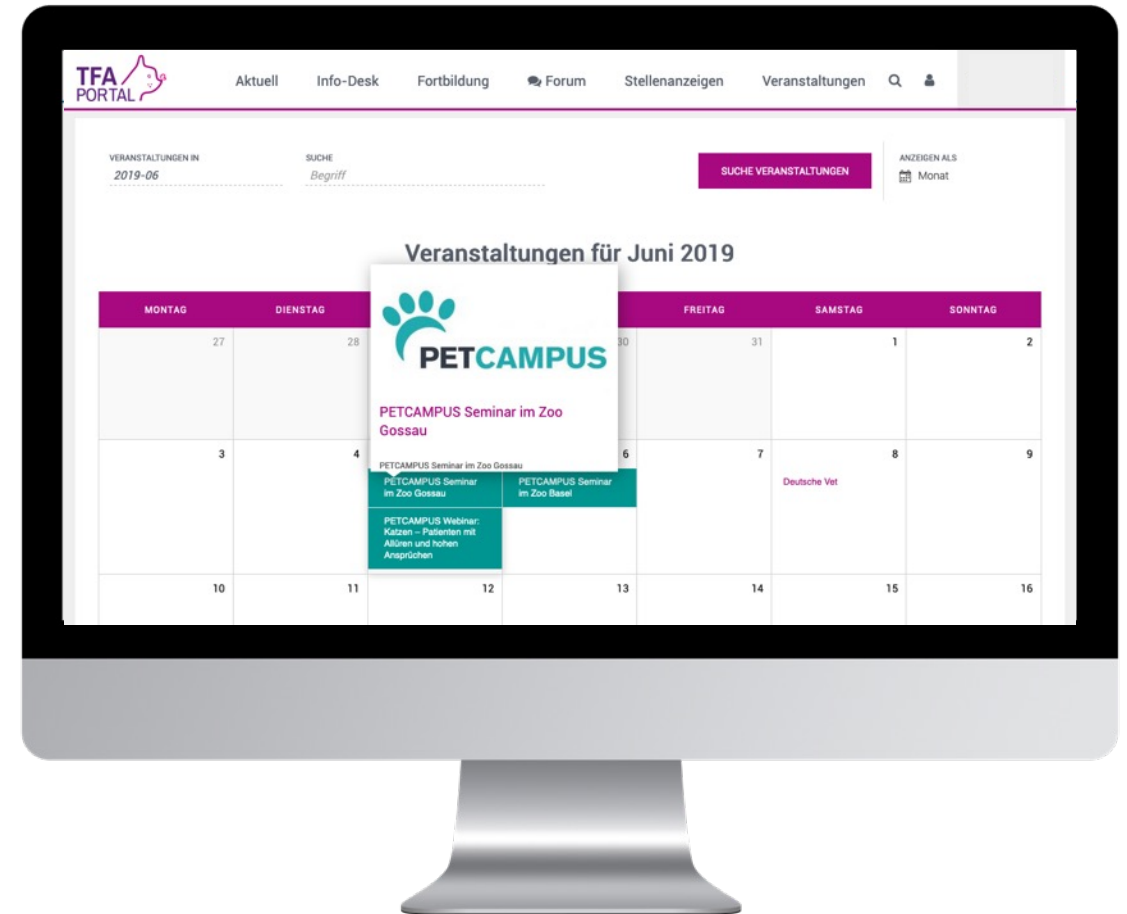 TFA
PORTAL
Aktuell Info-Desk Fortbildung Forum Stellenanzeigen Veranstaltungen
VERANSTALTUNGEN IN
2019-06
SUCHE
Begriff
SUCHE VERANSTALTUNGEN
ANZEIGEN ALS
Monat
Veranstaltungen für Juni 2019
MONTAG DIENSTAG FREITAG SAMSTAG SONNTAG
27 28 30 31 1 2
PETCAMPUS
PETCAMPUS Seminar im Zoo
Gossau
PETCAMPUS Seminar im Zoo Gossau
3 4 6 7 8 9
PETCAMPUS Seminar
im Zoo Gossau
PETCAMPUS Seminar
im Zoo Basel
Deutsche Vet
PETCAMPUS Webinar:
Katzen – Patienten mit
Allüren und hohen
Ansprüchen
10 11 12 13 14 15 16